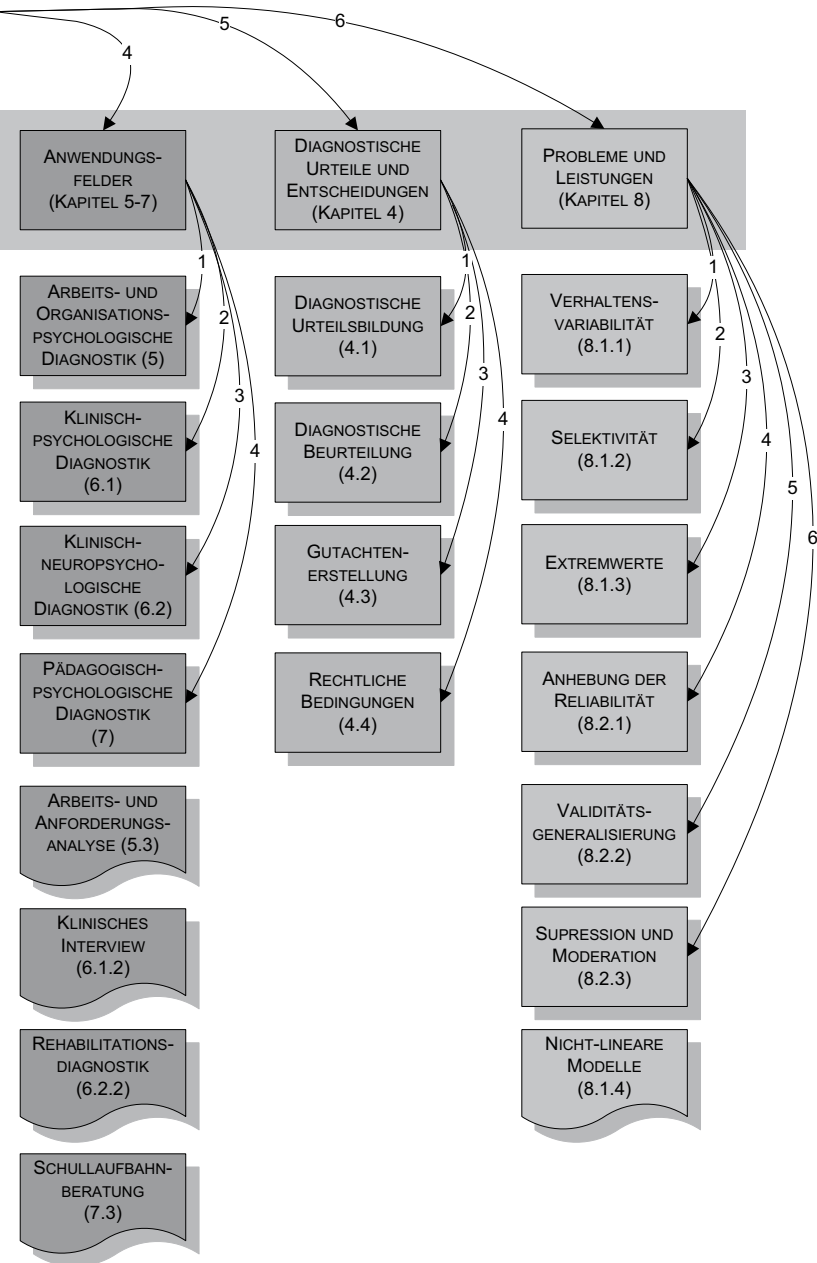 4
5
6
ANWENDUNGS-
FELDER
(KAPITEL 5-7)
DIAGNOSTISCHE
URTEILE UND
ENTSCHEIDUNGEN
(KAPITEL 4)
PROBLEME UND
LEISTUNGEN
(KAPITEL 8)
1
2
3
4
ARBEITS- UND
ORGANISATIONS-
PSYCHOLOGISCHE
DIAGNOSTIK (5)
KLINISCH-
PSYCHOLOGISCHE
DIAGNOSTIK
(6.1)
KLINISCH-
NEUROPSYCHO-
LOGISCHE
DIAGNOSTIK (6.2)
PÄDAGOGISCH-
PSYCHOLOGISCHE
DIAGNOSTIK
(7)
ARBEITS- UND
ANFORDERUNGS-
ANALYSE (5.3)
KLINISCHES
INTERVIEW
(6.1.2)
REHABILITATIONS-
DIAGNOSTIK
(6.2.2)
SCHULLAUFBAHN-
BERATUNG
(7.3)
1
2
3
4
DIAGNOSTISCHE
URTEILSBILDUNG
(4.1)
DIAGNOSTISCHE
BEURTEILUNG
(4.2)
GUTACHTEN-
ERSTELLUNG
(4.3)
RECHTLICHE
BEDINGUNGEN
(4.4)
1
2
3
4
5
6
VERHALTENS-
VARIABILITÄT
(8.1.1)
SELEKTIVITÄT
(8.1.2)
EXTREMWERTE
(8.1.3)
ANHEBUNG DER
RELIABILITÄT
(8.2.1)
VALIDITÄTS-
GENERALISIERUNG
(8.2.2)
SUPRESSION UND
MODERATION
(8.2.3)
NICHT-LINEARE
MODELLE
(8.1.4)